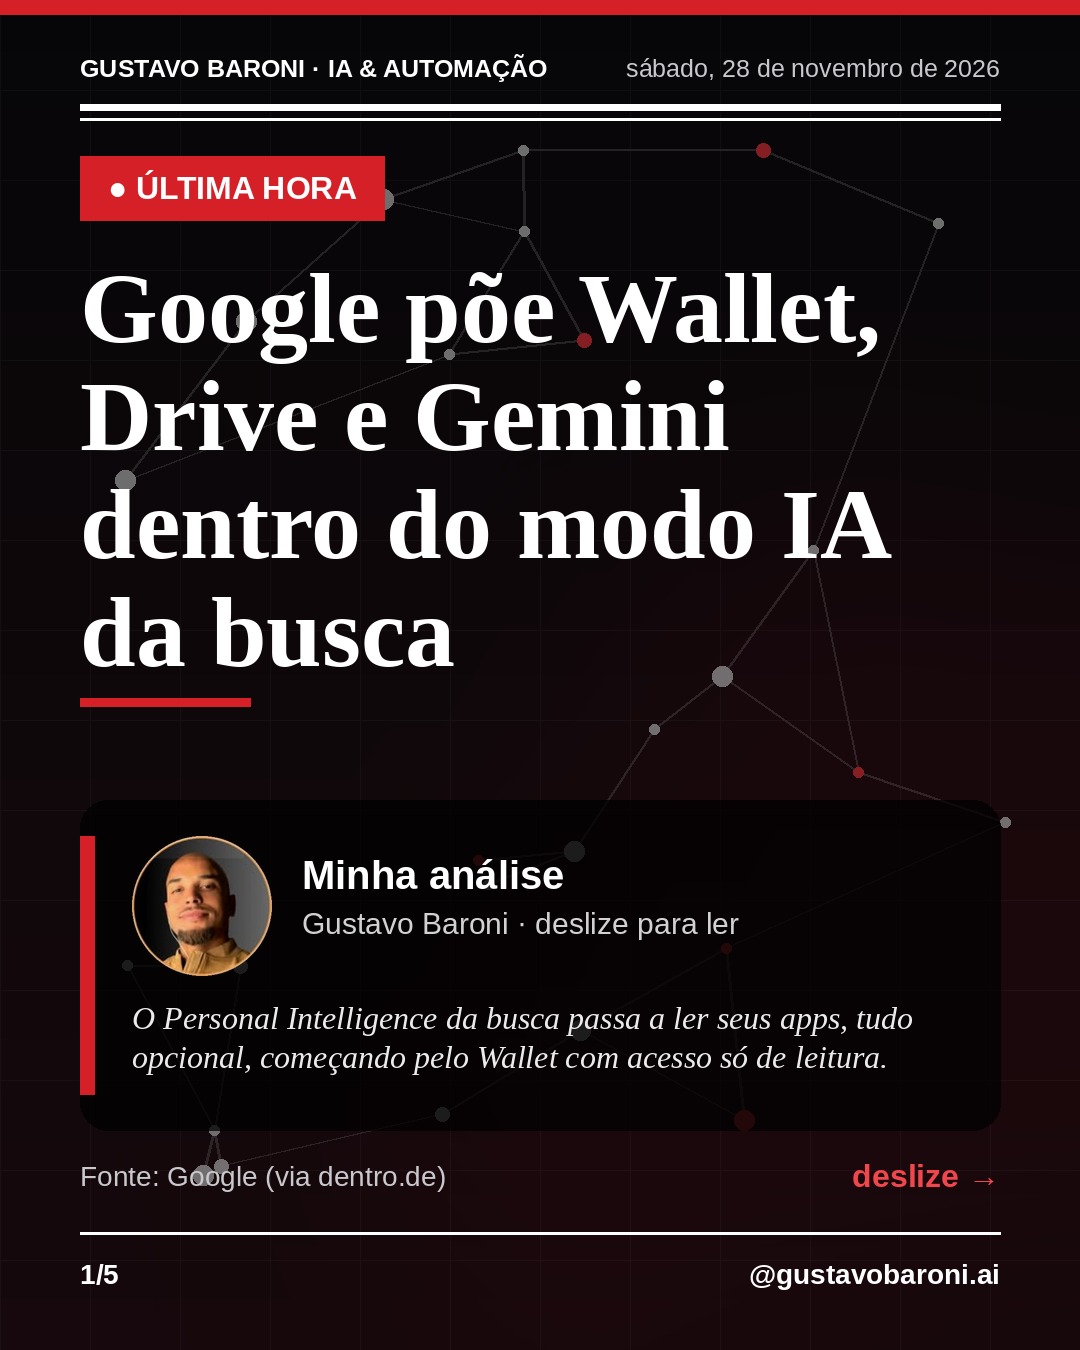 GUSTAVO BARONI · IA & AUTOMAÇÃO
sábado, 28 de novembro de 2026
● ÚLTIMA HORA
Google põe Wallet,
Drive e Gemini
dentro do modo IA
da busca
Minha análise
Gustavo Baroni · deslize para ler
O Personal Intelligence da busca passa a ler seus apps, tudo
opcional, começando pelo Wallet com acesso só de leitura.
Fonte: Google (via dentro.de)
deslize →
1/5
@gustavobaroni.ai